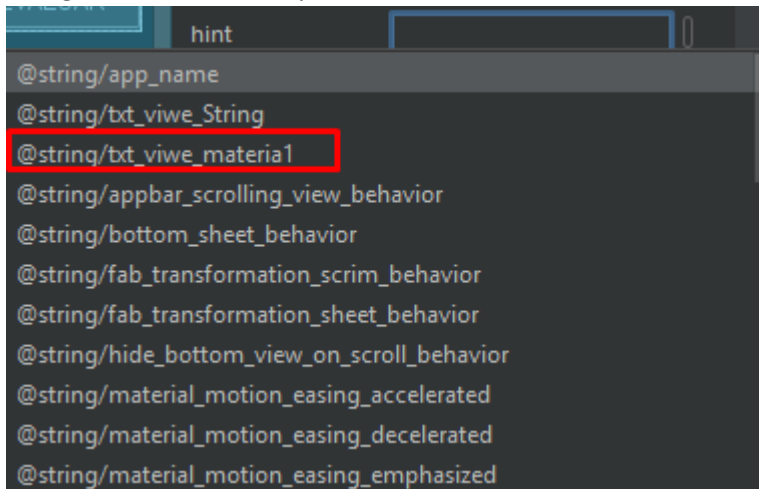 hint
@string/app_name
@string/txt_viwe_String
@string/txt_viwe_materia1
@string/appbar_scrolling_view_behavior
@string/bottom_sheet_behavior
@string/fab_transformation_scrim_behavior
@string/fab_transformation_sheet_behavior
@string/hide_bottom_view_on_scroll_behavior
@string/material_motion_easing_accelerated
@string/material_motion_easing_decelerated
@string/material_motion_easing_emphasized